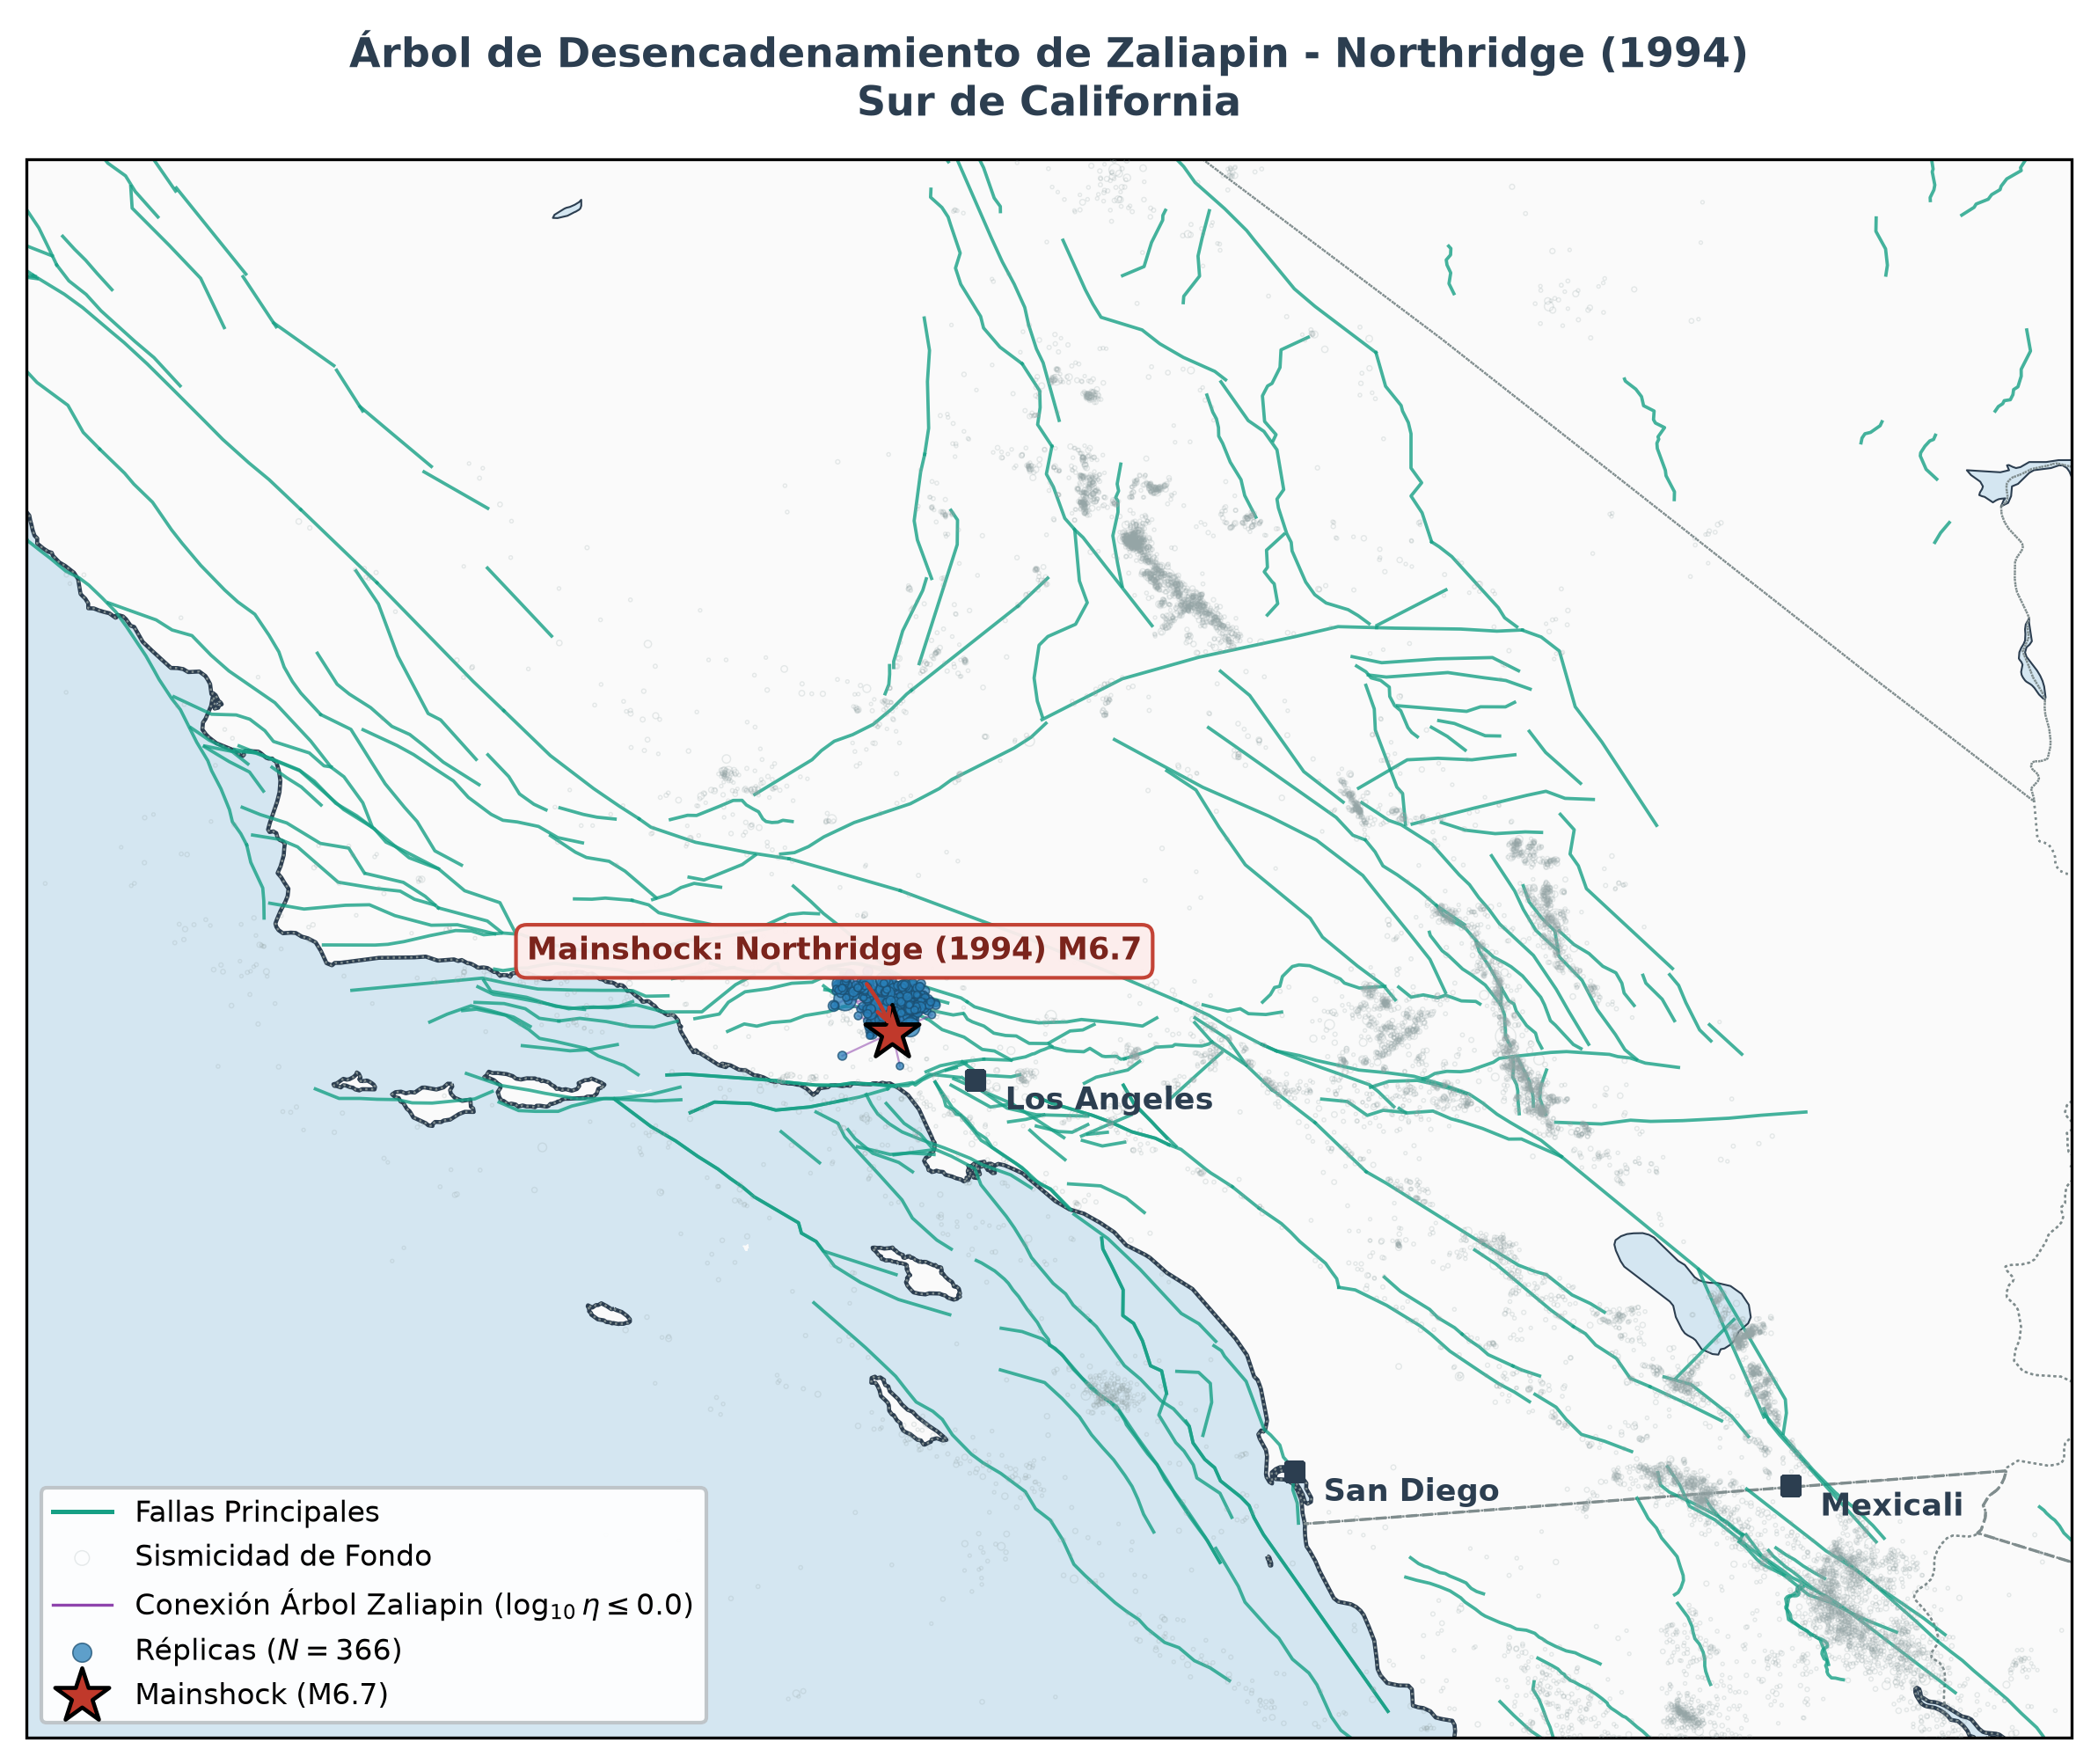 Árbol de Desencadenamiento de Zaliapin - Northridge (1994)
Sur de California
Mainshock: Northridge (1994) M6.7
Los Angeles
San Diego
Mexicali
Fallas Principales
Sismicidad de Fondo
Conexión Árbol Zaliapin (log₁₀ η ≤ 0.0)
Réplicas (N = 366)
Mainshock (M6.7)